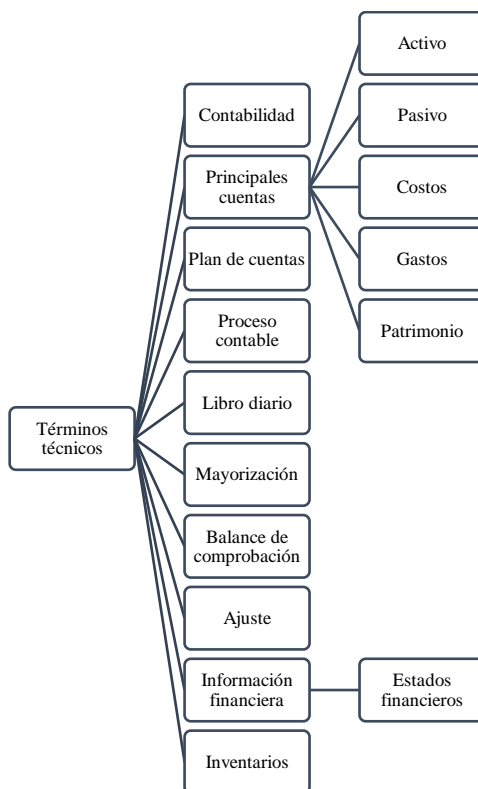 Términos
técnicos
Contabilidad
Principales
cuentas
Activo
Pasivo
Costos
Gastos
Patrimonio
Plan de cuentas
Proceso
contable
Libro diario
Mayorización
Balance de
comprobación
Ajuste
Información
financiera
Estados
financieros
Inventarios